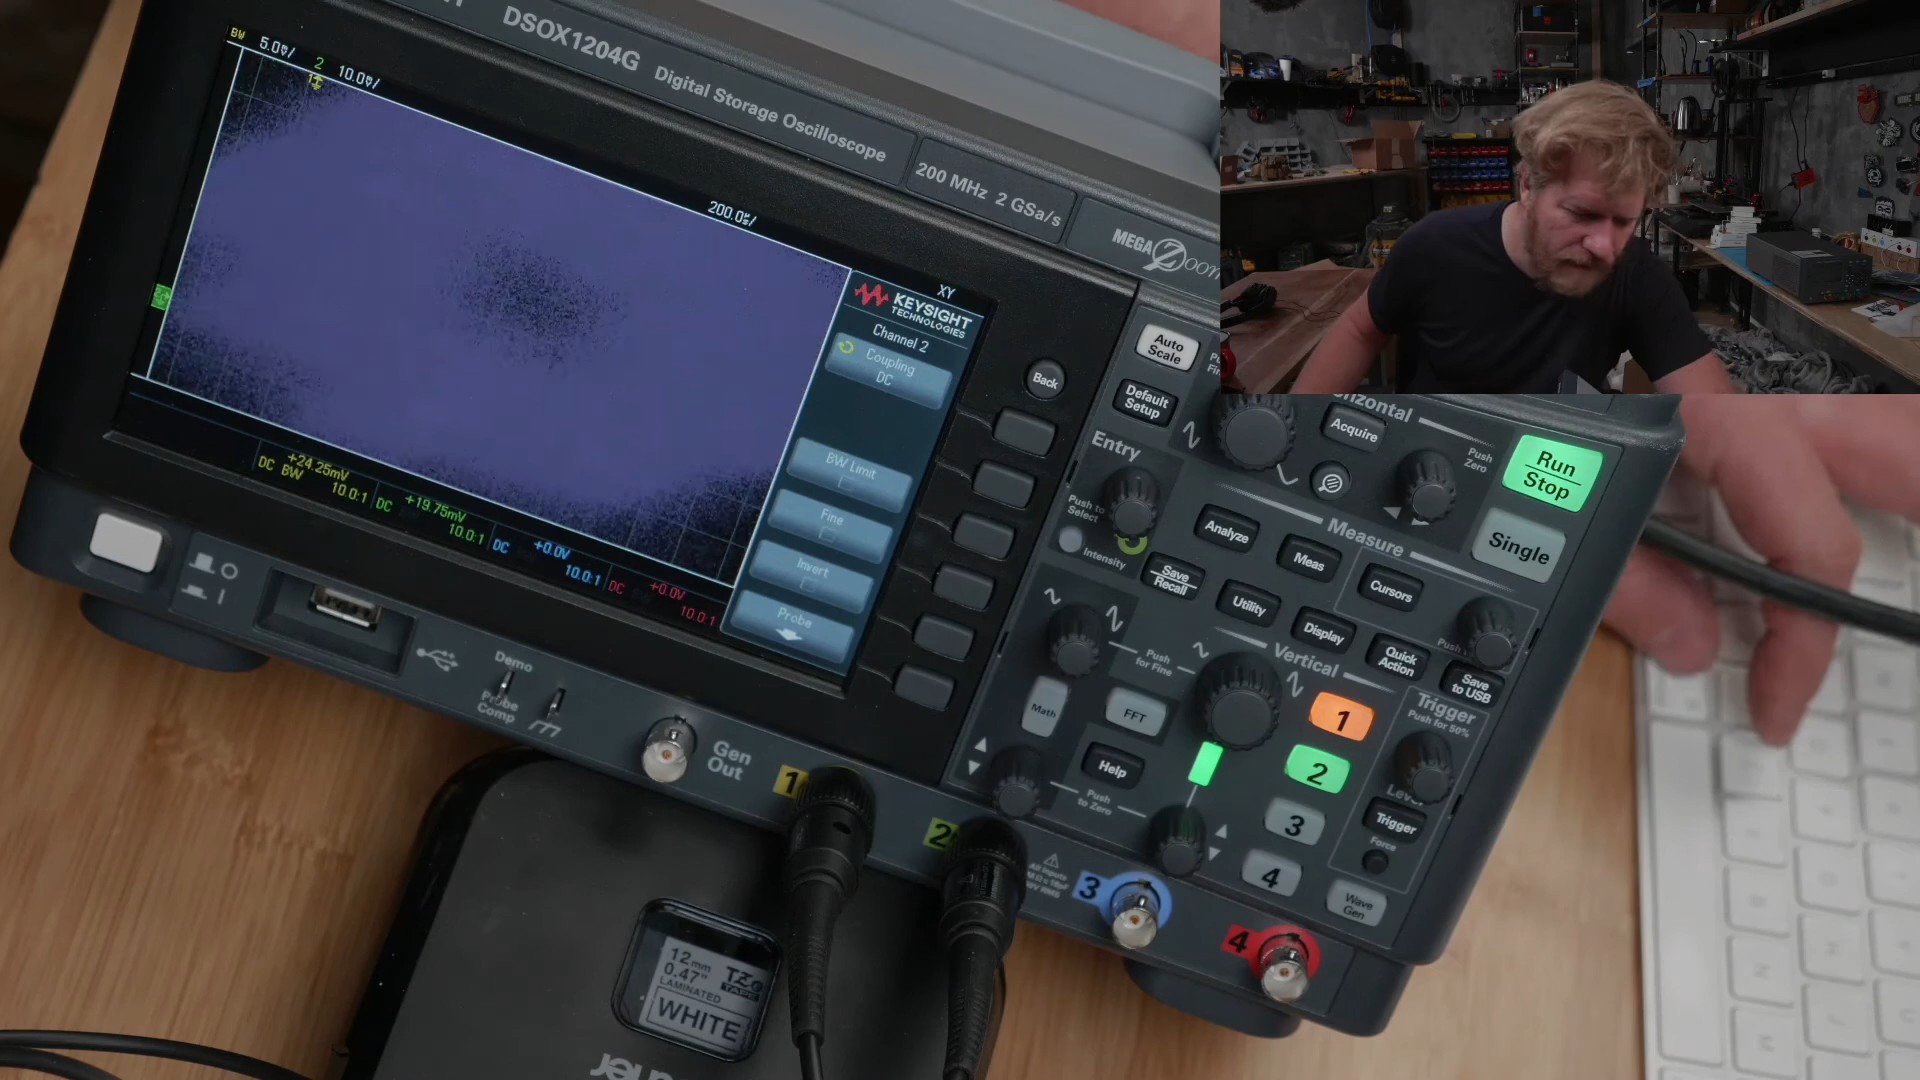 DSOX1204G Digital Storage Oscilloscope
200 MHz 2 GSa/s
MEGA Zoom
BW 5.0V/ 2 10.0V/
200.0
XY
KEYSIGHT
TECHNOLOGIES
Channel 2
Coupling
DC
BW Limit
Fine
Invert
Probe
DC BW
+24.25mV
10.0:1
DC
+19.75mV
10.0:1
DC
+0.0V
10.0:1
DC
+0.0V
10.0:1
Back
Auto
Scale
Default
Setup
Acquire
Push
Zero
Run
Stop
Single
Entry
Push to
Select
Intensity
Analyze
Measure
Meas
Cursors
Save
Recall
Utility
Display
Quick
Action
Save
to USB
Vertical
Push
for Fine
Math
FFT
Help
Push
to Zero
1
2
3
4
Trigger
Push for 50%
Level
Trigger
Force
Wave
Gen
Demo
Probe
Comp
Gen
Out
1
2
3
4
12mm
0.47"
LAMINATED
TZe
TAPE
WHITE